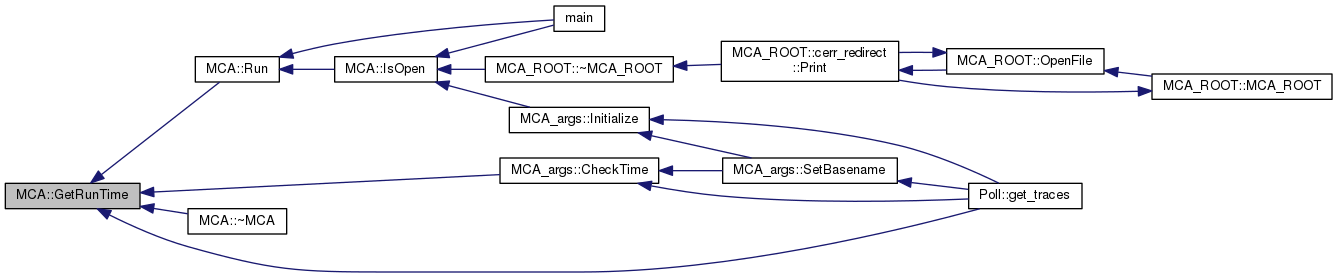 main
MCA::Run
MCA::IsOpen
MCA_ROOT::~MCA_ROOT
MCA_ROOT::cerr_redirect
::Print
MCA_ROOT::OpenFile
MCA_ROOT::MCA_ROOT
MCA_args::Initialize
MCA_args::CheckTime
MCA_args::SetBasename
MCA::GetRunTime
Poll::get_traces
MCA::~MCA